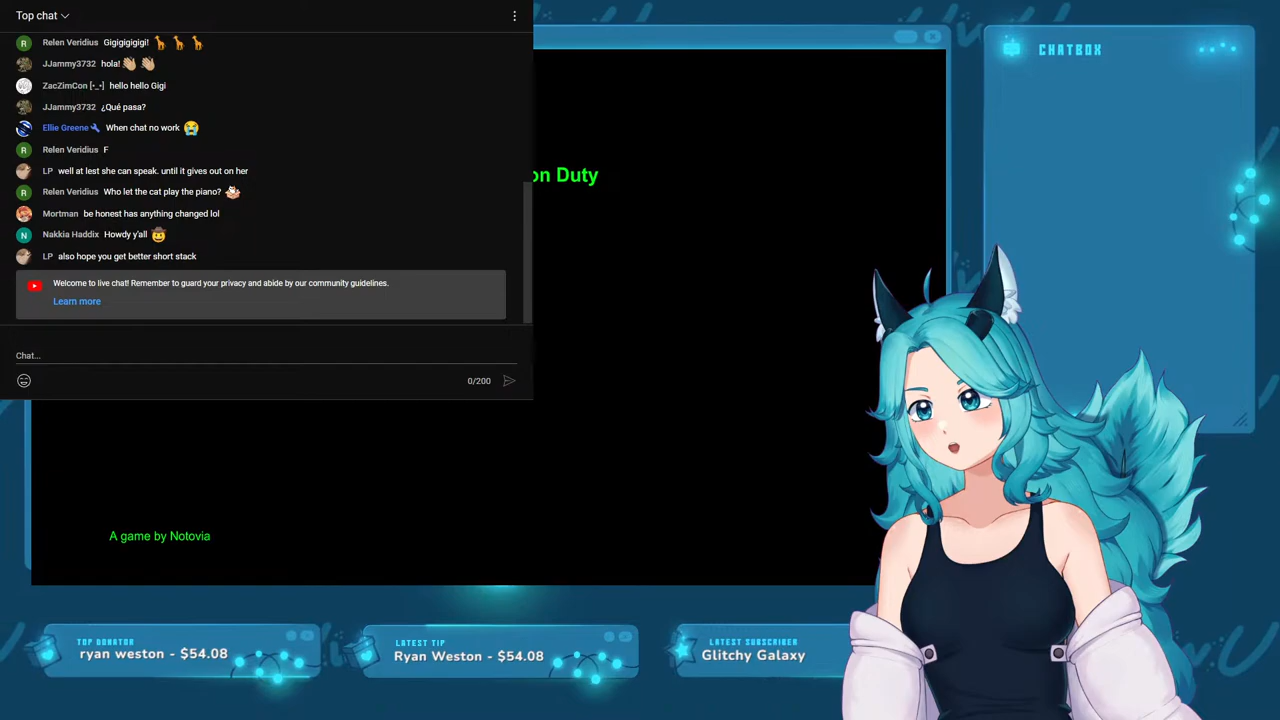 Top chat
Relen Veridius Gigigigigigi! 🦒 🦒 🦒
JJammy3732 hola! 👋🏼 👋🏼
ZacZimCon [-_-] hello hello Gigi
JJammy3732 ¿Qué pasa?
Ellie Greene When chat no work 😭
Relen Veridius F
LP well at lest she can speak. until it gives out on her
Relen Veridius Who let the cat play the piano?
Mortman be honest has anything changed lol
Nakkia Haddix Howdy y'all 🤠
LP also hope you get better short stack
Welcome to live chat! Remember to guard your privacy and abide by our community guidelines.
Learn more
Chat...
0/200
on Duty
A game by Notovia
CHATBOX
TOP DONATOR
ryan weston - $54.08
LATEST TIP
Ryan Weston - $54.08
LATEST SUBSCRIBER
Glitchy Galaxy